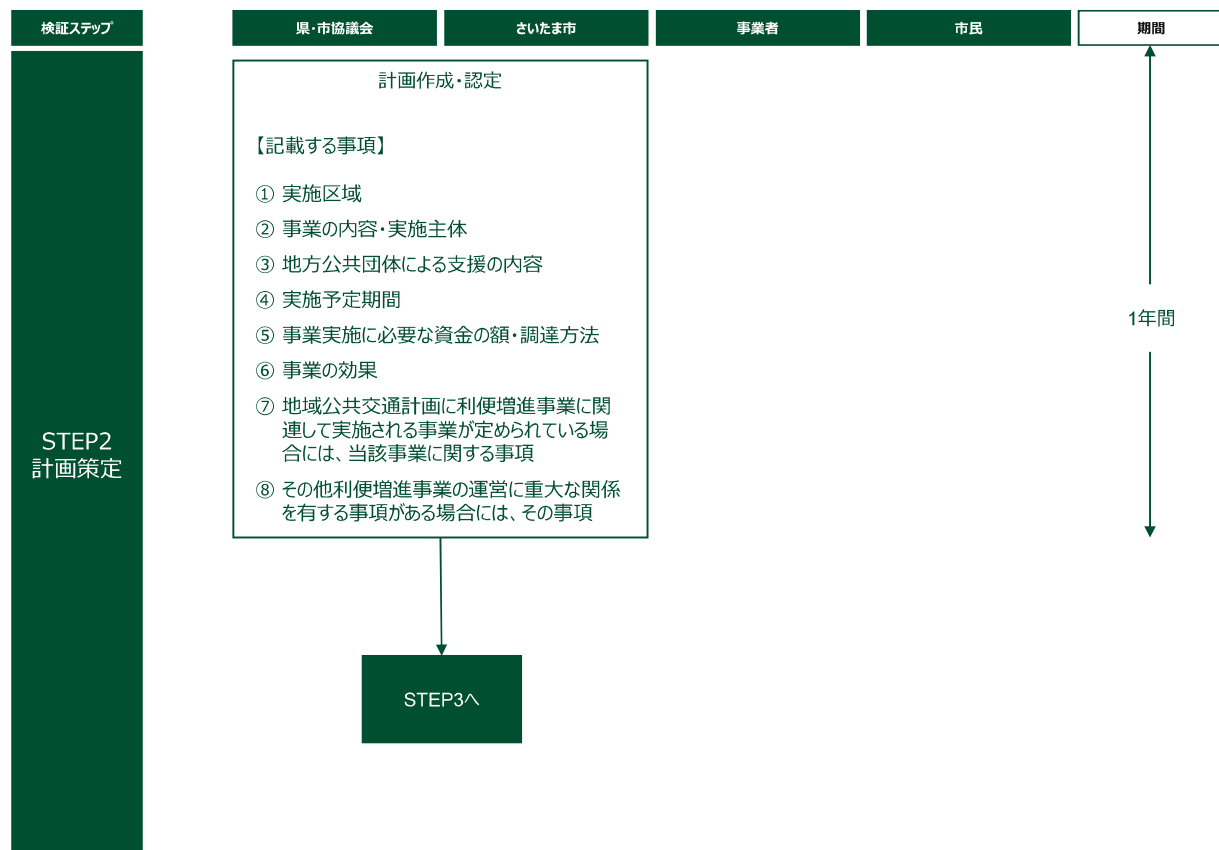 検証ステップ
県・市協議会
さいたま市
事業者
市民
期間
STEP2
計画策定
計画作成・認定
【記載する事項】
① 実施区域
② 事業の内容・実施主体
③ 地方公共団体による支援の内容
④ 実施予定期間
⑤ 事業実施に必要な資金の額・調達方法
⑥ 事業の効果
⑦ 地域公共交通計画に利便増進事業に関
連して実施される事業が定められている場
合には、当該事業に関する事項
⑧ その他利便増進事業の運営に重大な関係
を有する事項がある場合には、その事項
1年間
STEP3へ